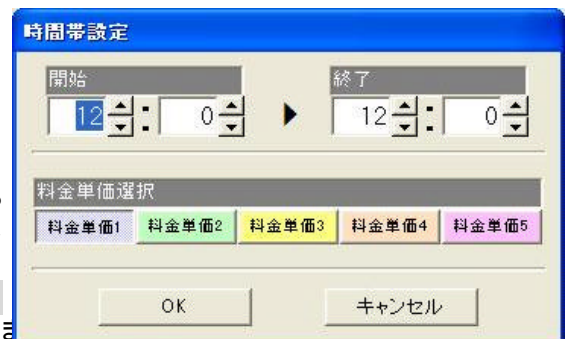 時間帯設定
開始 終了
12 : 0 ▶ 12 : 0
料金単価選択
料金単価1 料金単価2 料金単価3 料金単価4 料金単価5
OK キャンセル